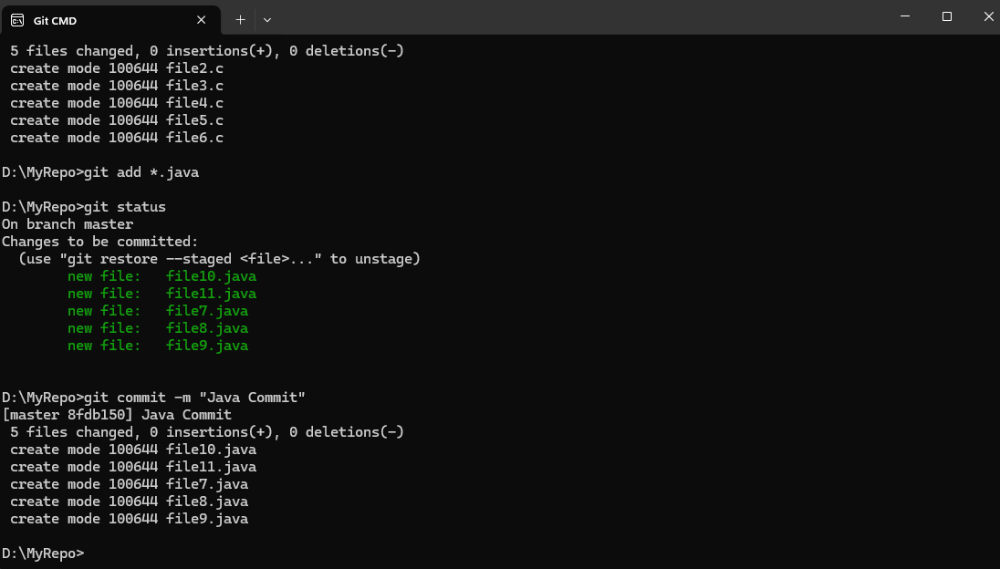 Git CMD
 5 files changed, 0 insertions(+), 0 deletions(-)
 create mode 100644 file2.c
 create mode 100644 file3.c
 create mode 100644 file4.c
 create mode 100644 file5.c
 create mode 100644 file6.c

D:\MyRepo>git add *.java

D:\MyRepo>git status
On branch master
Changes to be committed:
  (use "git restore --staged <file>..." to unstage)
        new file:   file10.java
        new file:   file11.java
        new file:   file7.java
        new file:   file8.java
        new file:   file9.java


D:\MyRepo>git commit -m "Java Commit"
[master 8fdb150] Java Commit
 5 files changed, 0 insertions(+), 0 deletions(-)
 create mode 100644 file10.java
 create mode 100644 file11.java
 create mode 100644 file7.java
 create mode 100644 file8.java
 create mode 100644 file9.java

D:\MyRepo>